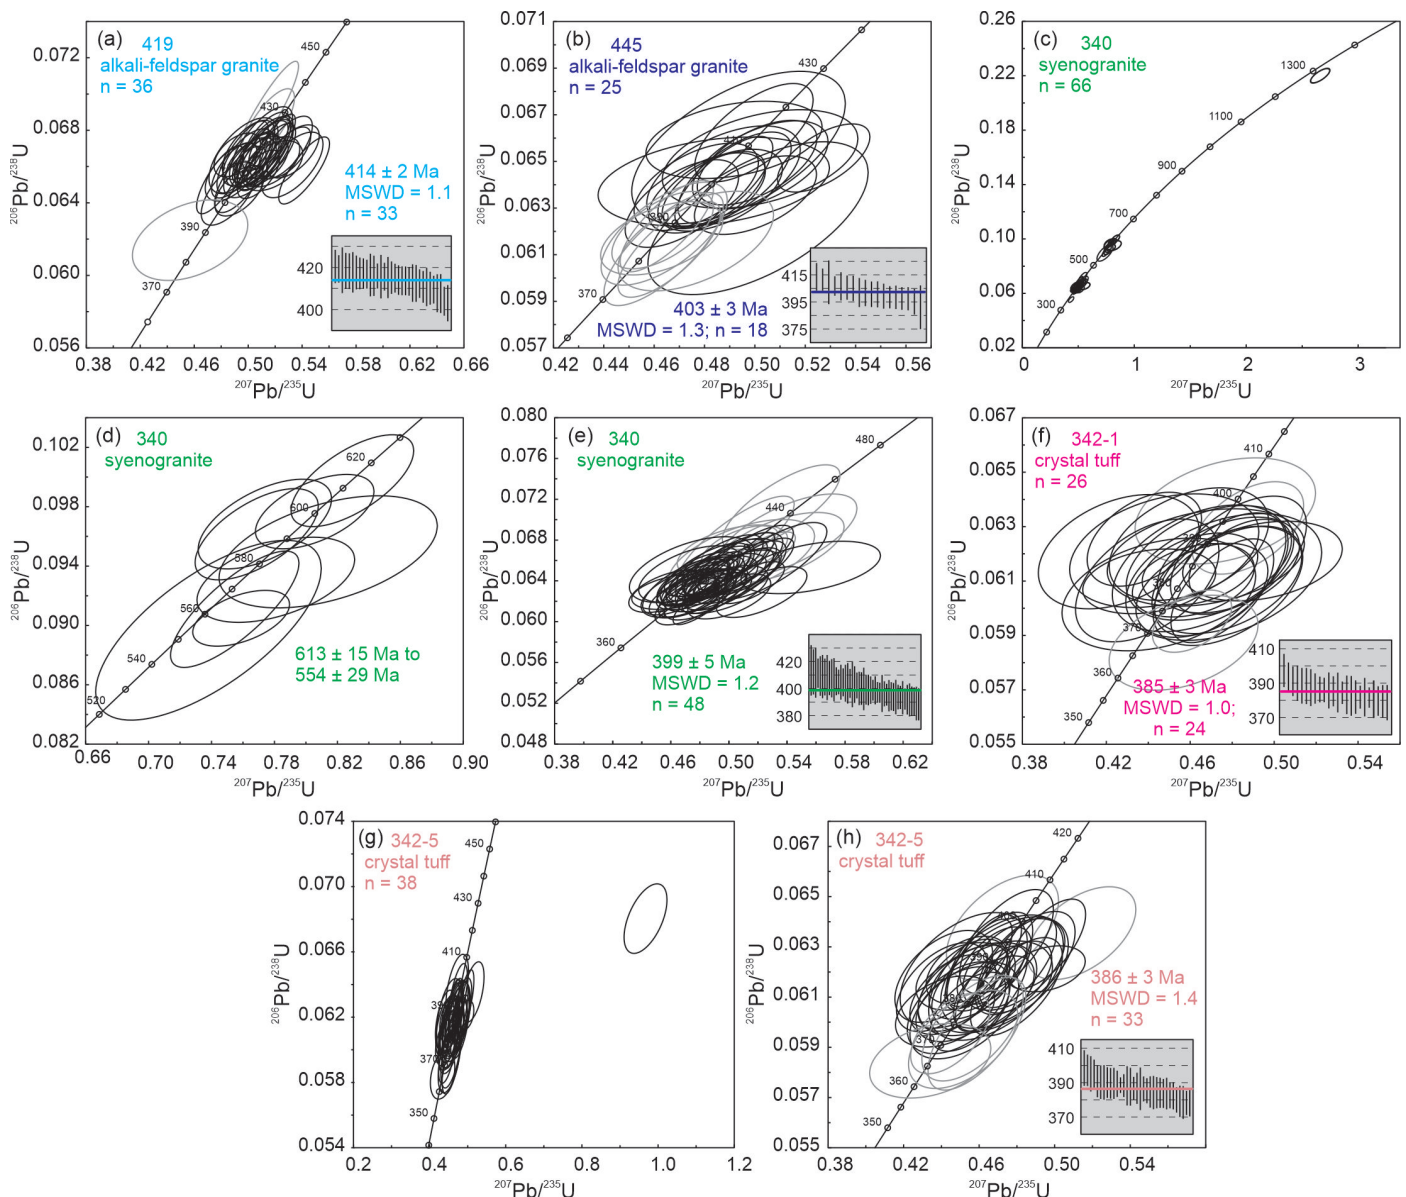 (a) 419
alkali-feldspar granite
n = 36
414 ± 2 Ma
MSWD = 1.1
n = 33
0.072
0.068
0.064
0.060
0.056
0.38 0.42 0.46 0.50 0.54 0.58 0.62 0.66
450
430
390
370
420
400
206Pb/238U
207Pb/235U
(b) 445
alkali-feldspar granite
n = 25
403 ± 3 Ma
MSWD = 1.3; n = 18
0.071
0.069
0.067
0.065
0.063
0.061
0.059
0.057
0.42 0.44 0.46 0.48 0.50 0.52 0.54 0.56
430
410
390
370
415
395
375
206Pb/238U
207Pb/235U
(c) 340
syenogranite
n = 66
0.26
0.22
0.18
0.14
0.10
0.06
0.02
0 1 2 3
1300
1100
900
700
500
300
206Pb/238U
207Pb/235U
(d) 340
syenogranite
613 ± 15 Ma to
554 ± 29 Ma
0.102
0.098
0.094
0.090
0.086
0.082
0.66 0.70 0.74 0.78 0.82 0.86 0.90
620
600
580
560
540
520
206Pb/238U
207Pb/235U
(e) 340
syenogranite
399 ± 5 Ma
MSWD = 1.2
n = 48
0.080
0.076
0.072
0.068
0.064
0.060
0.056
0.052
0.048
0.38 0.42 0.46 0.50 0.54 0.58 0.62
480
440
360
420
400
380
206Pb/238U
207Pb/235U
(f) 342-1
crystal tuff
n = 26
385 ± 3 Ma
MSWD = 1.0;
n = 24
0.067
0.065
0.063
0.061
0.059
0.057
0.055
0.38 0.42 0.46 0.50 0.54
410
400
380
370
360
350
410
390
370
206Pb/238U
207Pb/235U
(g) 342-5
crystal tuff
n = 38
0.074
0.070
0.066
0.062
0.058
0.054
0.2 0.4 0.6 0.8 1.0 1.2
450
430
410
370
350
206Pb/238U
207Pb/235U
(h) 342-5
crystal tuff
386 ± 3 Ma
MSWD = 1.4
n = 33
0.067
0.065
0.063
0.061
0.059
0.057
0.055
0.38 0.42 0.46 0.50 0.54
420
410
370
360
350
410
390
370
206Pb/238U
207Pb/235U